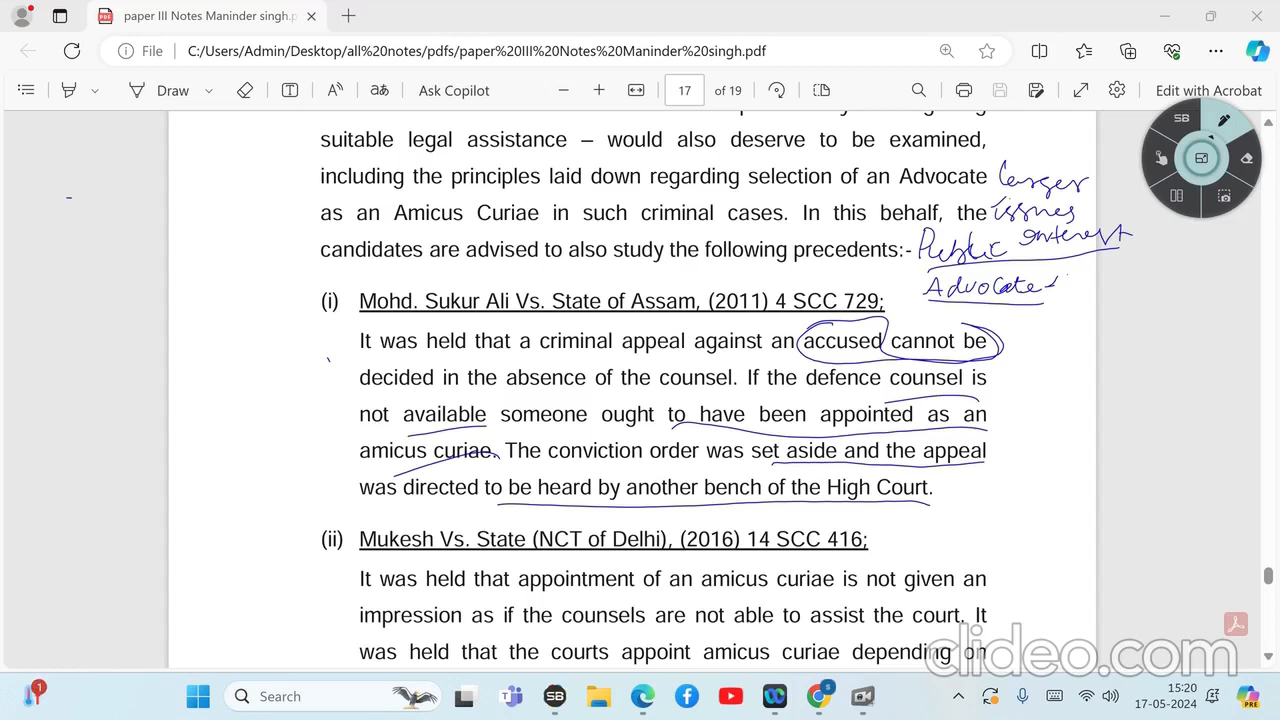 paper III Notes Maninder singh.p
File
C:/Users/Admin/Desktop/all%20notes/pdfs/paper%20III%20Notes%20Maninder%20singh.pdf
Draw
Ask Copilot
17 of 19
Edit with Acrobat
SB
suitable legal assistance – would also deserve to be examined,
including the principles laid down regarding selection of an Advocate
larger
as an Amicus Curiae in such criminal cases. In this behalf, the
issues
candidates are advised to also study the following precedents:-
Public interest
Advocate
(i) Mohd. Sukur Ali Vs. State of Assam, (2011) 4 SCC 729;
It was held that a criminal appeal against an accused cannot be
decided in the absence of the counsel. If the defence counsel is
not available someone ought to have been appointed as an
amicus curiae. The conviction order was set aside and the appeal
was directed to be heard by another bench of the High Court.
(ii) Mukesh Vs. State (NCT of Delhi), (2016) 14 SCC 416;
It was held that appointment of an amicus curiae is not given an
impression as if the counsels are not able to assist the court. It
was held that the courts appoint amicus curiae depending on
clideo.com
1
Search
SB
S
15:20
17-05-2024
PRE